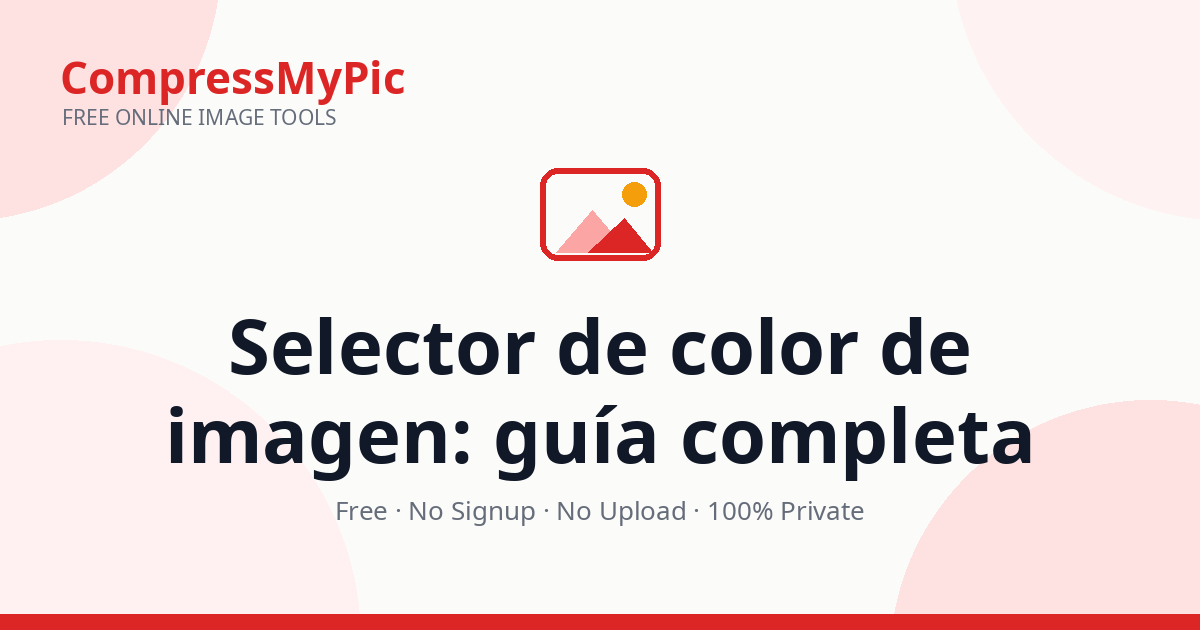 CompressMyPic
FREE ONLINE IMAGE TOOLS
Selector de color de
imagen: guía completa
Free · No Signup · No Upload · 100% Private